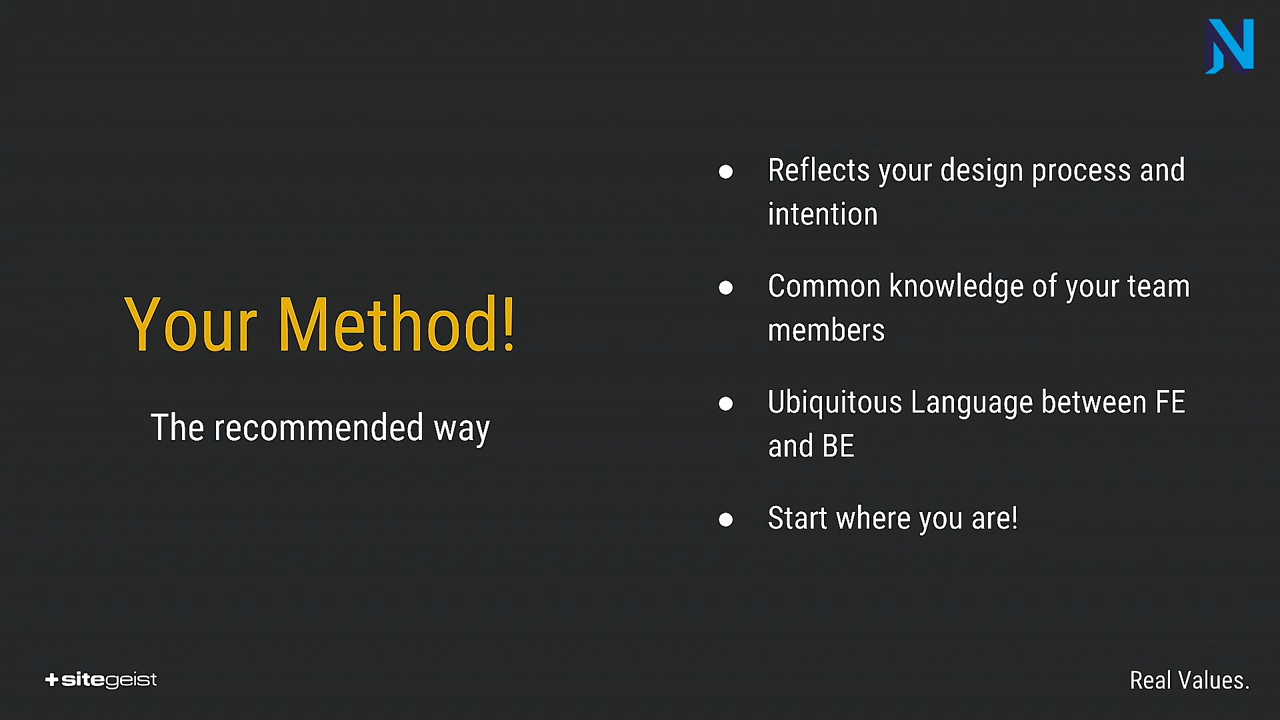 Your Method!
The recommended way
● Reflects your design process and
intention
● Common knowledge of your team
members
● Ubiquitous Language between FE
and BE
● Start where you are!
+sitegeist
Real Values.